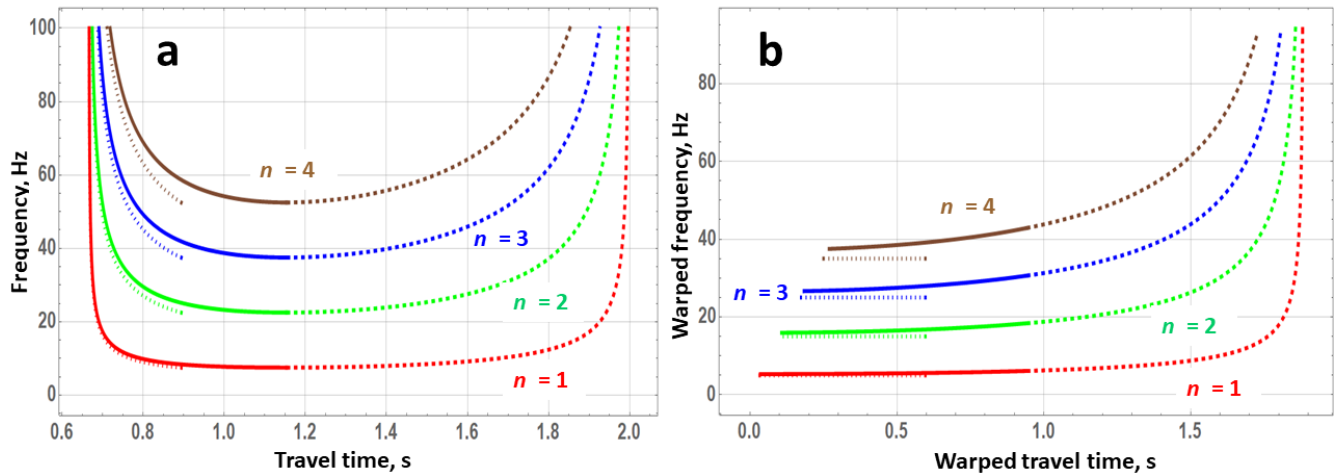 a
b
100
80
60
40
20
0
Frequency, Hz
n = 4
n = 3
n = 2
n = 1
0.6 0.8 1.0 1.2 1.4 1.6 1.8 2.0
Travel time, s
80
60
40
20
0
Warped frequency, Hz
n = 4
n = 3
n = 2
n = 1
0.0 0.5 1.0 1.5
Warped travel time, s